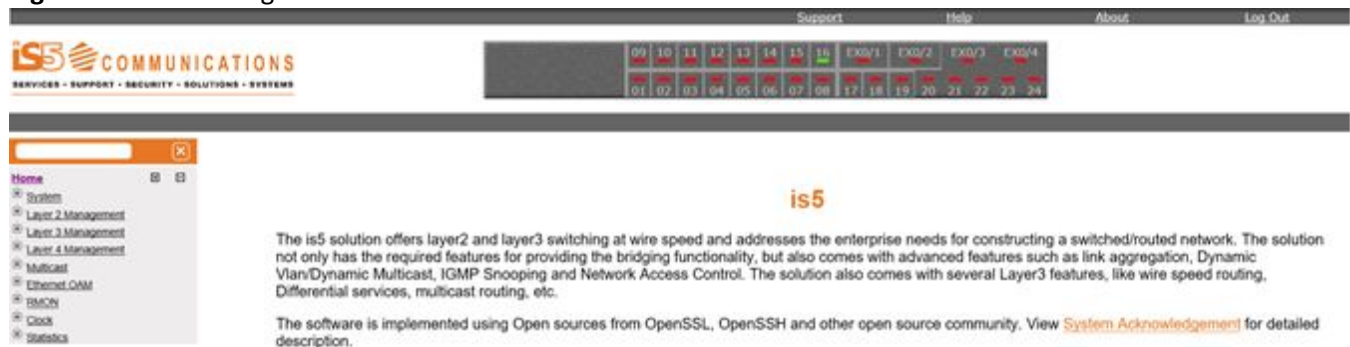 Support Help About Log Out
iS5 COMMUNICATIONS
SERVICES • SUPPORT • SECURITY • SOLUTIONS • SYSTEMS
09 10 11 12 13 14 15 16 EX0/1 EX0/2 EX0/3 EX0/4
01 02 03 04 05 06 07 08 17 18 19 20 21 22 23 24
Home
System
Layer 2 Management
Layer 3 Management
Layer 4 Management
Multicast
Ethernet OAM
RMON
Clock
Statistics
is5
The is5 solution offers layer2 and layer3 switching at wire speed and addresses the enterprise needs for constructing a switched/routed network. The solution
not only has the required features for providing the bridging functionality, but also comes with advanced features such as link aggregation, Dynamic
Vlan/Dynamic Multicast, IGMP Snooping and Network Access Control. The solution also comes with several Layer3 features, like wire speed routing,
Differential services, multicast routing, etc.
The software is implemented using Open sources from OpenSSL, OpenSSH and other open source community. View System Acknowledgement for detailed
description.